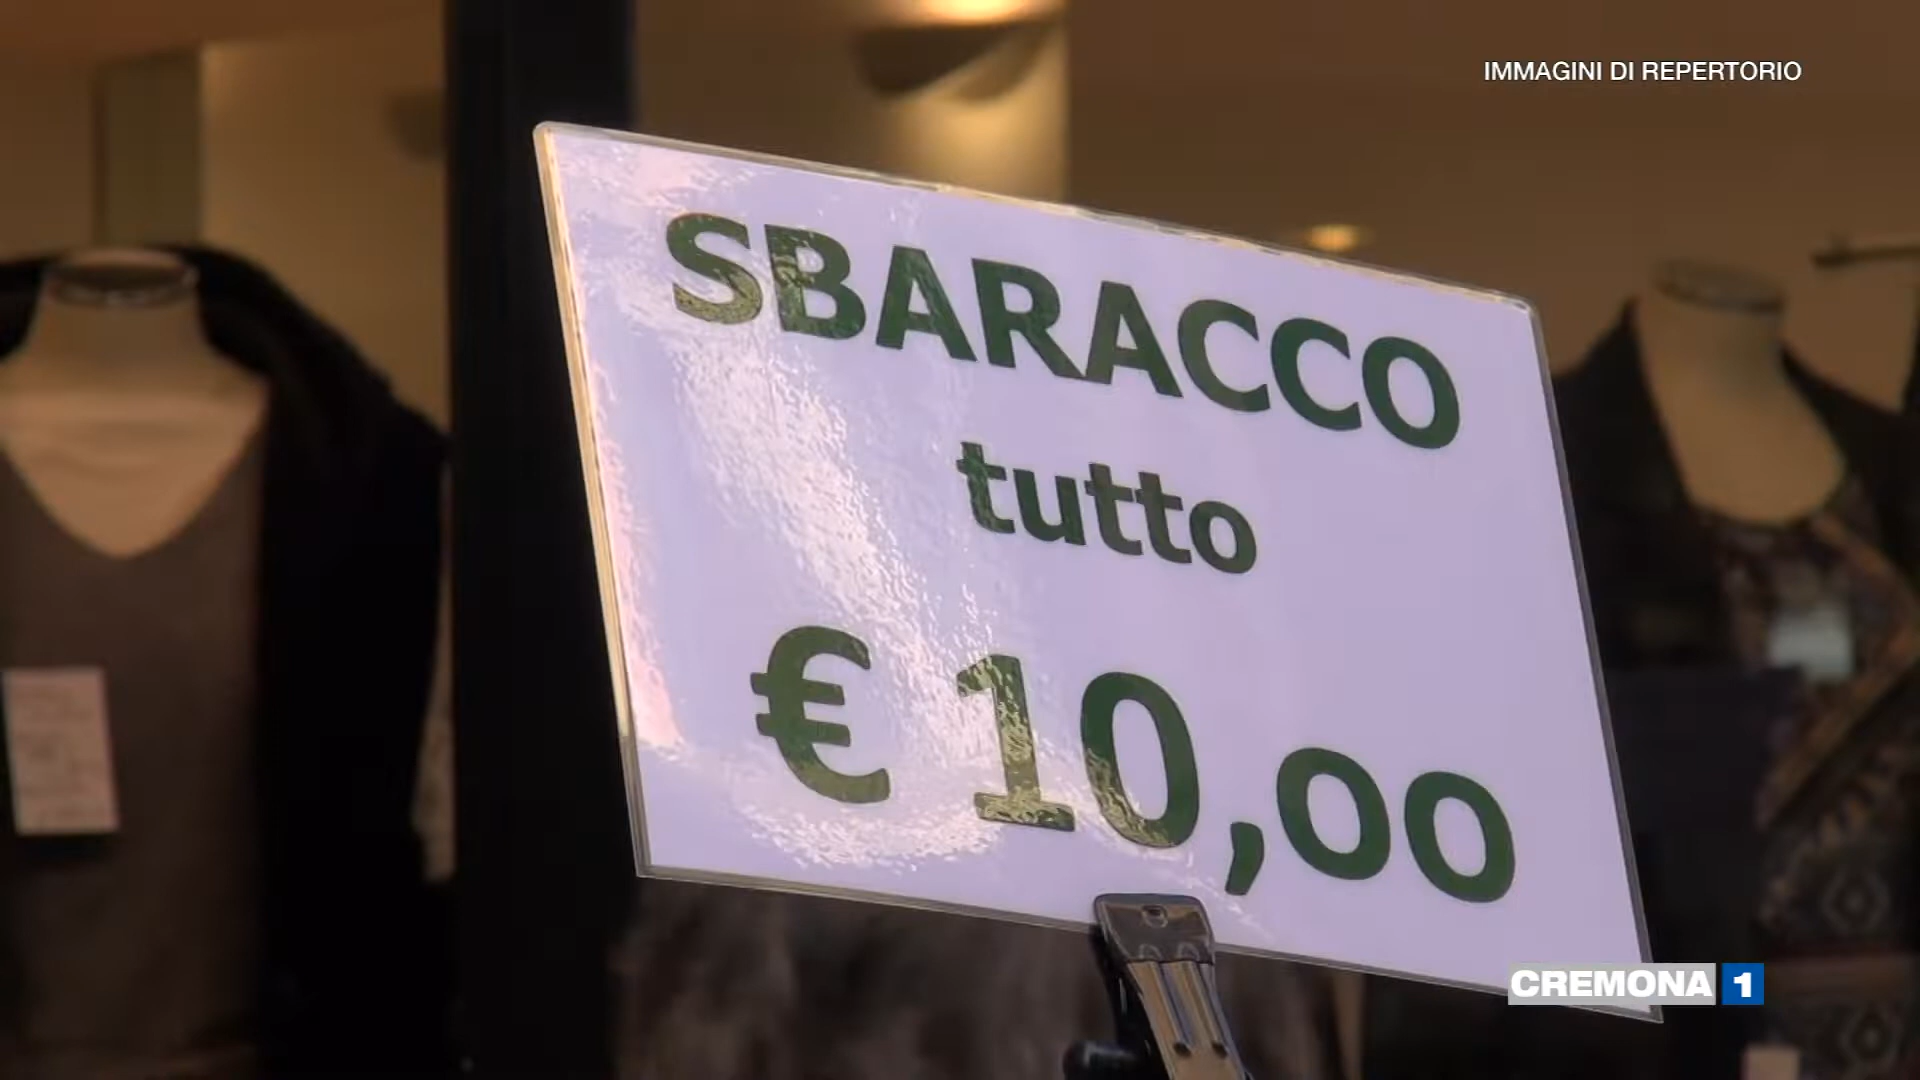 IMMAGINI DI REPERTORIO
SBARACCO
tutto
€ 10,00
CREMONA 1